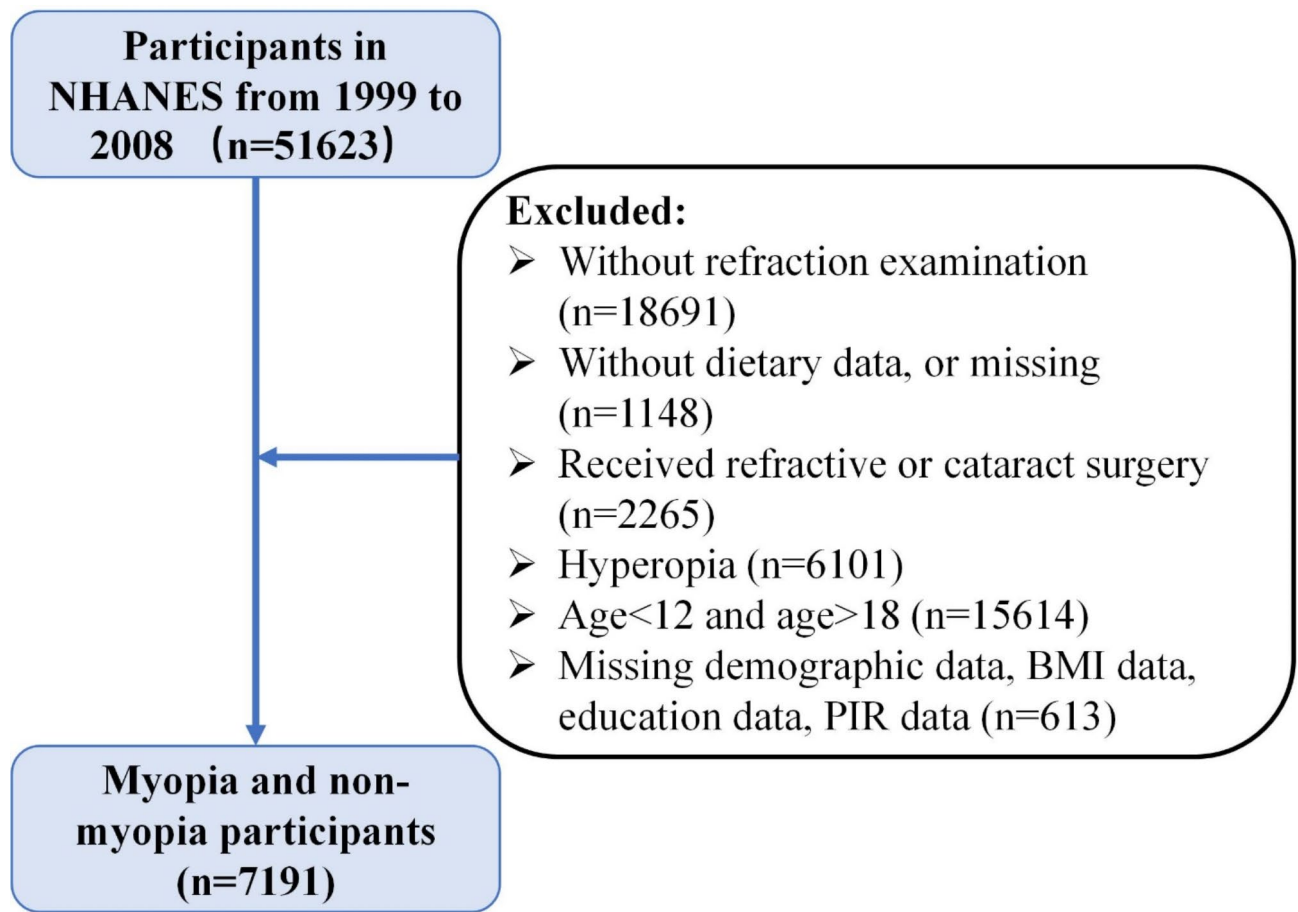 Participants in
NHANES from 1999 to
2008 （n=51623）
Excluded:
➢ Without refraction examination
(n=18691)
➢ Without dietary data, or missing
(n=1148)
➢ Received refractive or cataract surgery
(n=2265)
➢ Hyperopia (n=6101)
➢ Age<12 and age>18 (n=15614)
➢ Missing demographic data, BMI data,
education data, PIR data (n=613)
Myopia and non-
myopia participants
(n=7191)